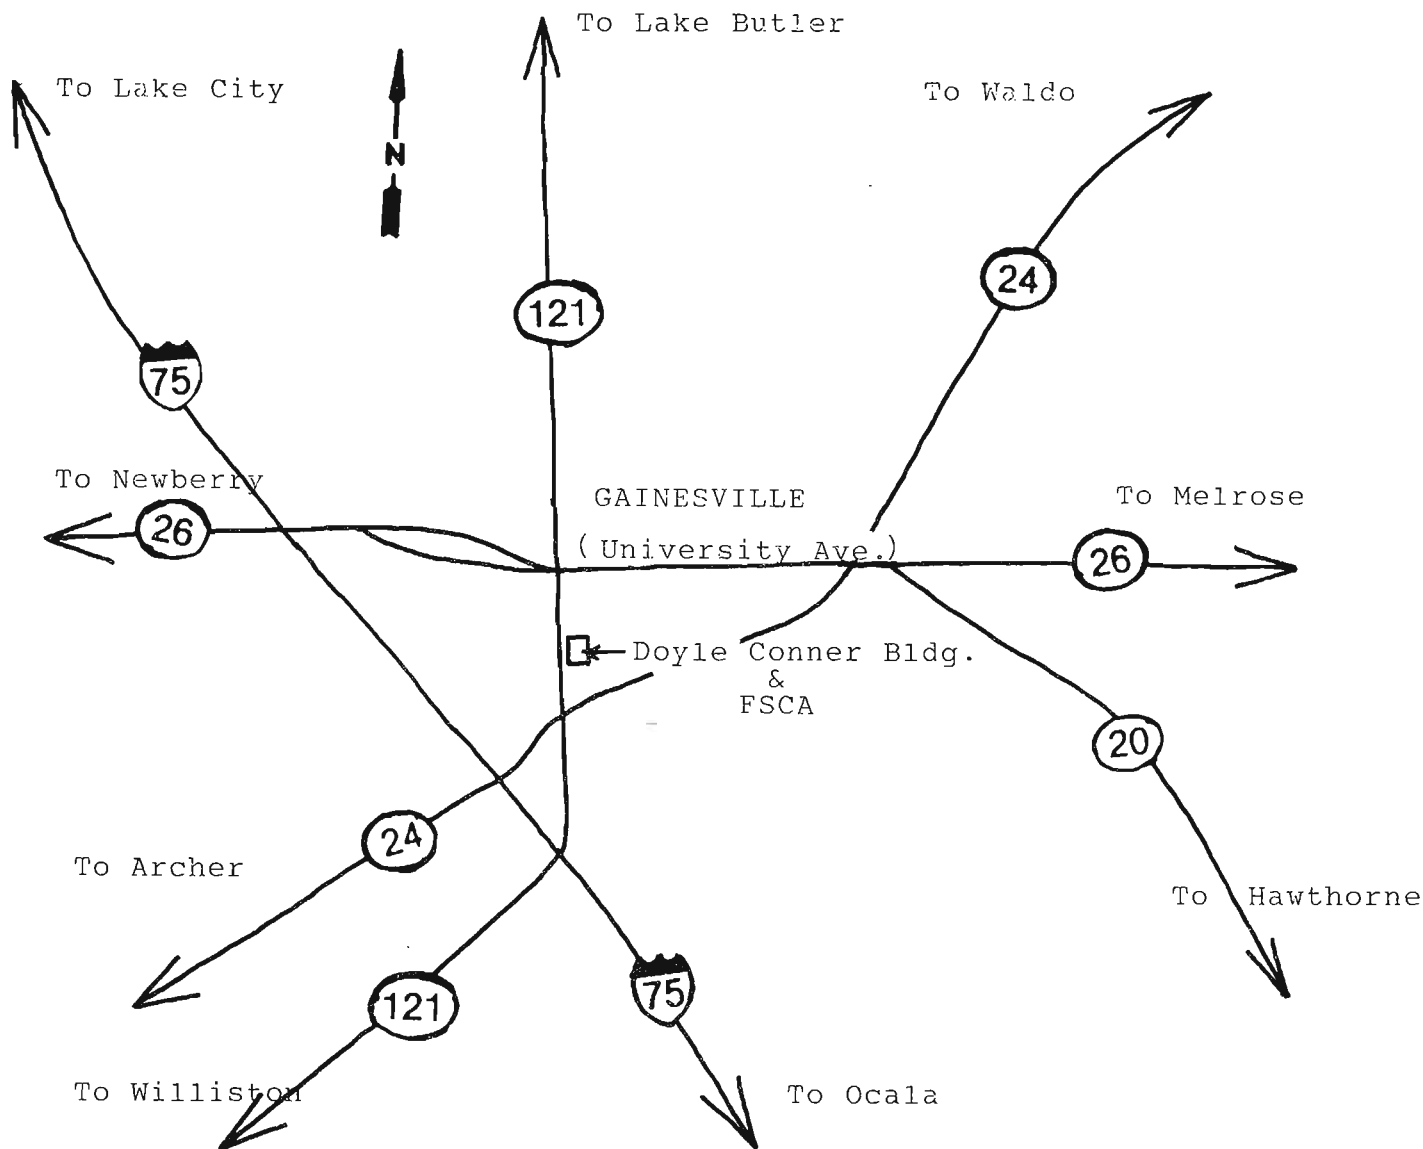 To Lake Butler
To Lake City
To Waldo
N
24
121
75
To Newberry
GAINESVILLE
To Melrose
26
(University Ave.)
26
Doyle Conner Bldg.
&
FSCA
20
24
To Archer
To Hawthorne
75
121
To Williston
To Ocala